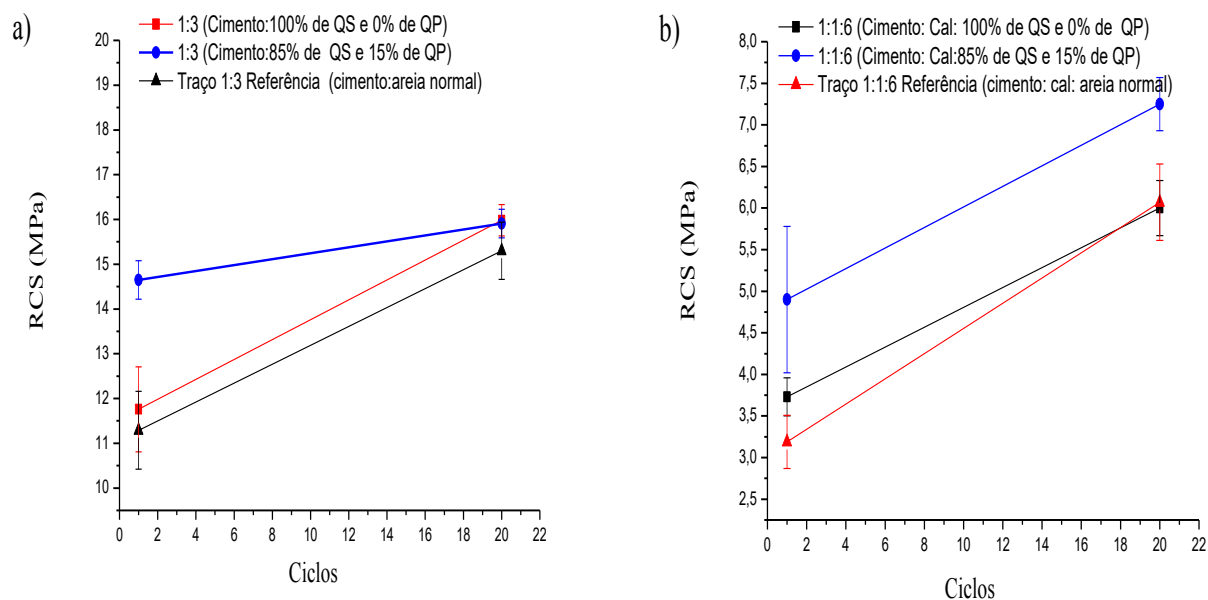 a)
1:3 (Cimento:100% de QS e 0% de QP)
1:3 (Cimento:85% de  QS e 15% de QP)
Traço 1:3 Referência  (cimento:areia normal)
20
19
18
17
16
15
14
13
12
11
10
RCS (MPa)
0 2 4 6 8 10 12 14 16 18 20 22
Ciclos
b)
1:1:6 (Cimento: Cal: 100% de QS e 0% de  QP)
1:1:6 (Cimento: Cal:85% de QS e 15% de QP)
Traço 1:1:6 Referência (cimento: cal: areia normal)
8,0
7,5
7,0
6,5
6,0
5,5
5,0
4,5
4,0
3,5
3,0
2,5
RCS (MPa)
0 2 4 6 8 10 12 14 16 18 20 22
Ciclos